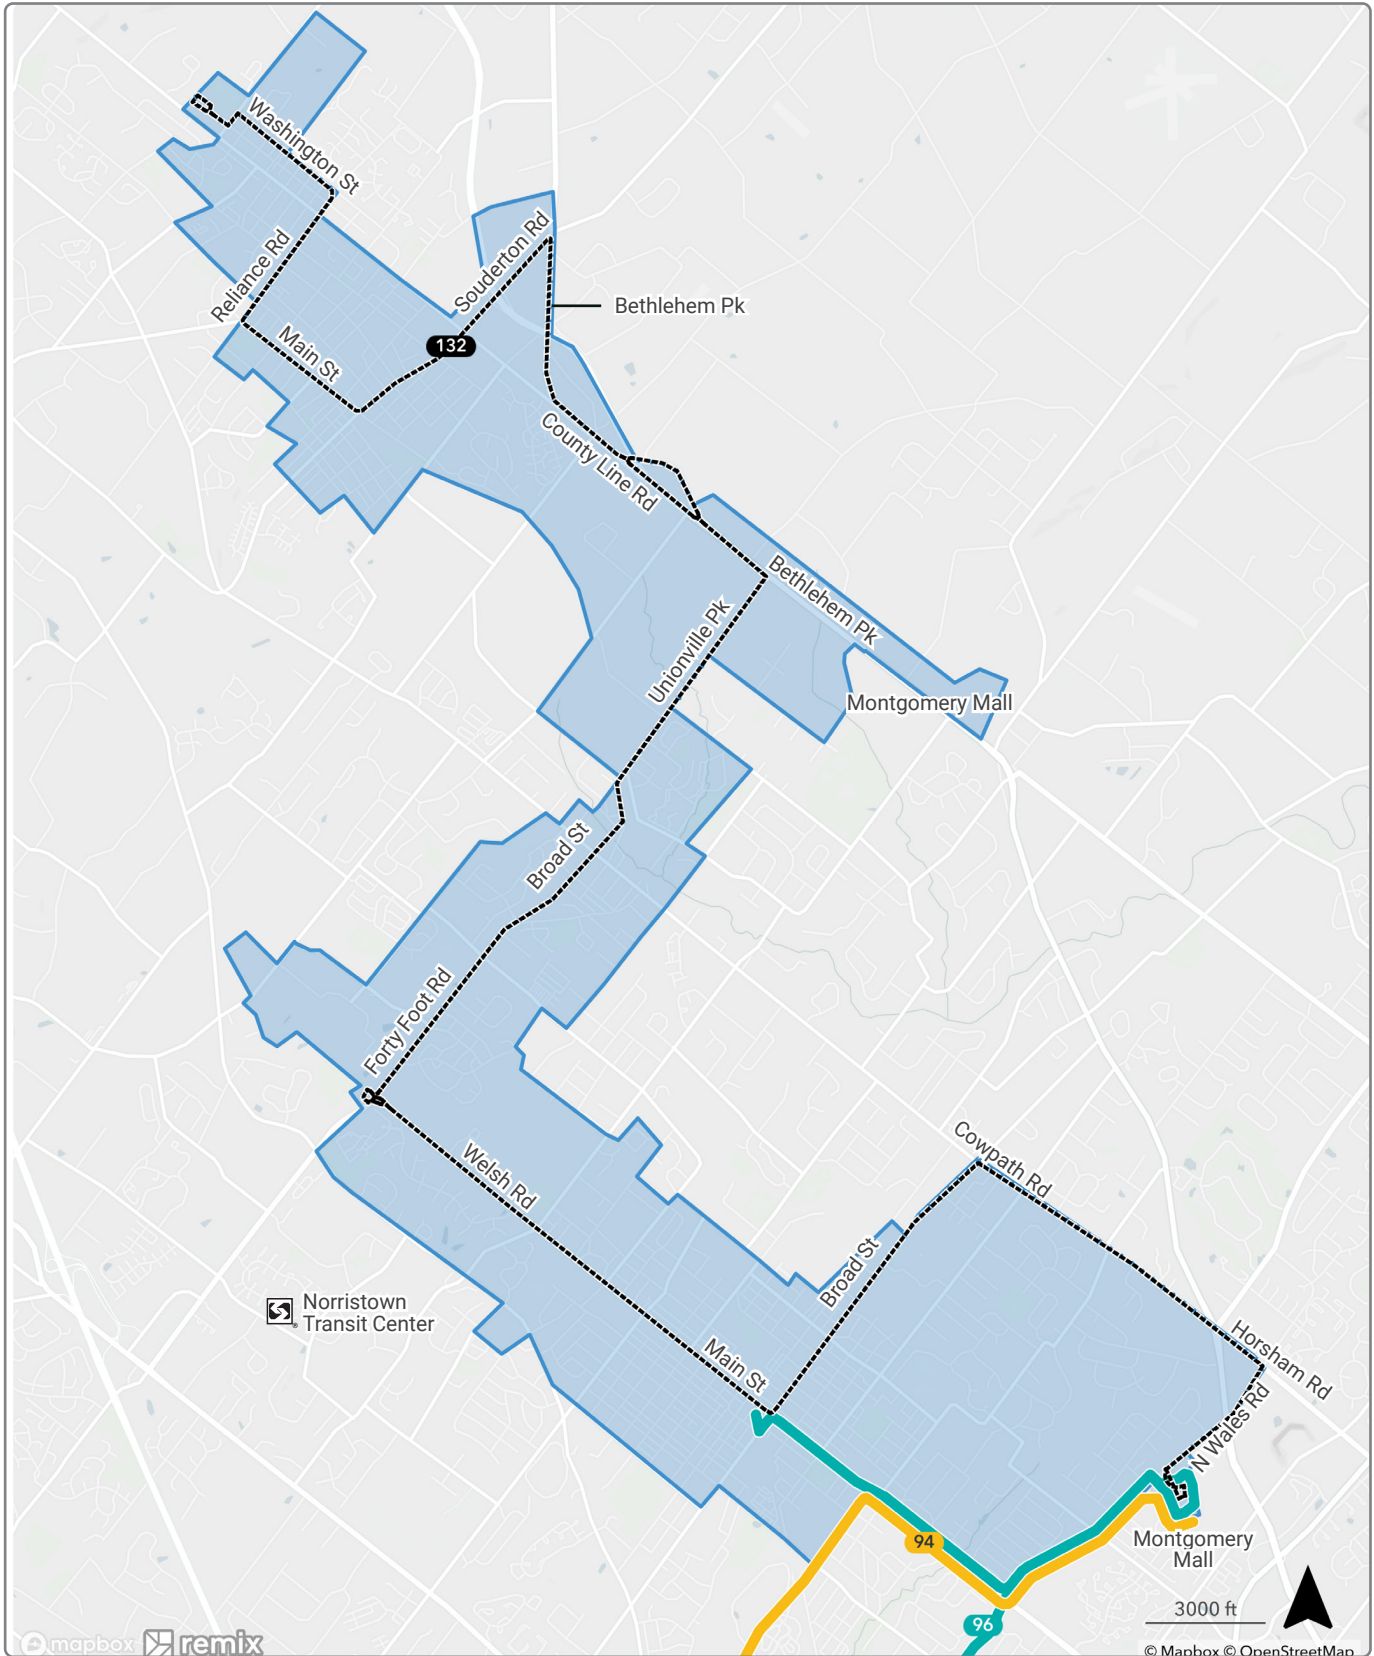 Washington St
Reliance Rd
Souderton Rd
Bethlehem Pk
Main St
132
County Line Rd
Bethlehem Pk
Unionville Pk
Montgomery Mall
Broad St
Forty Foot Rd
Welsh Rd
Cowpath Rd
Broad St
Norristown
Transit Center
Main St
Horsham Rd
N Wales Rd
94
Montgomery
Mall
96
3000 ft
mapbox remix
© Mapbox © OpenStreetMap